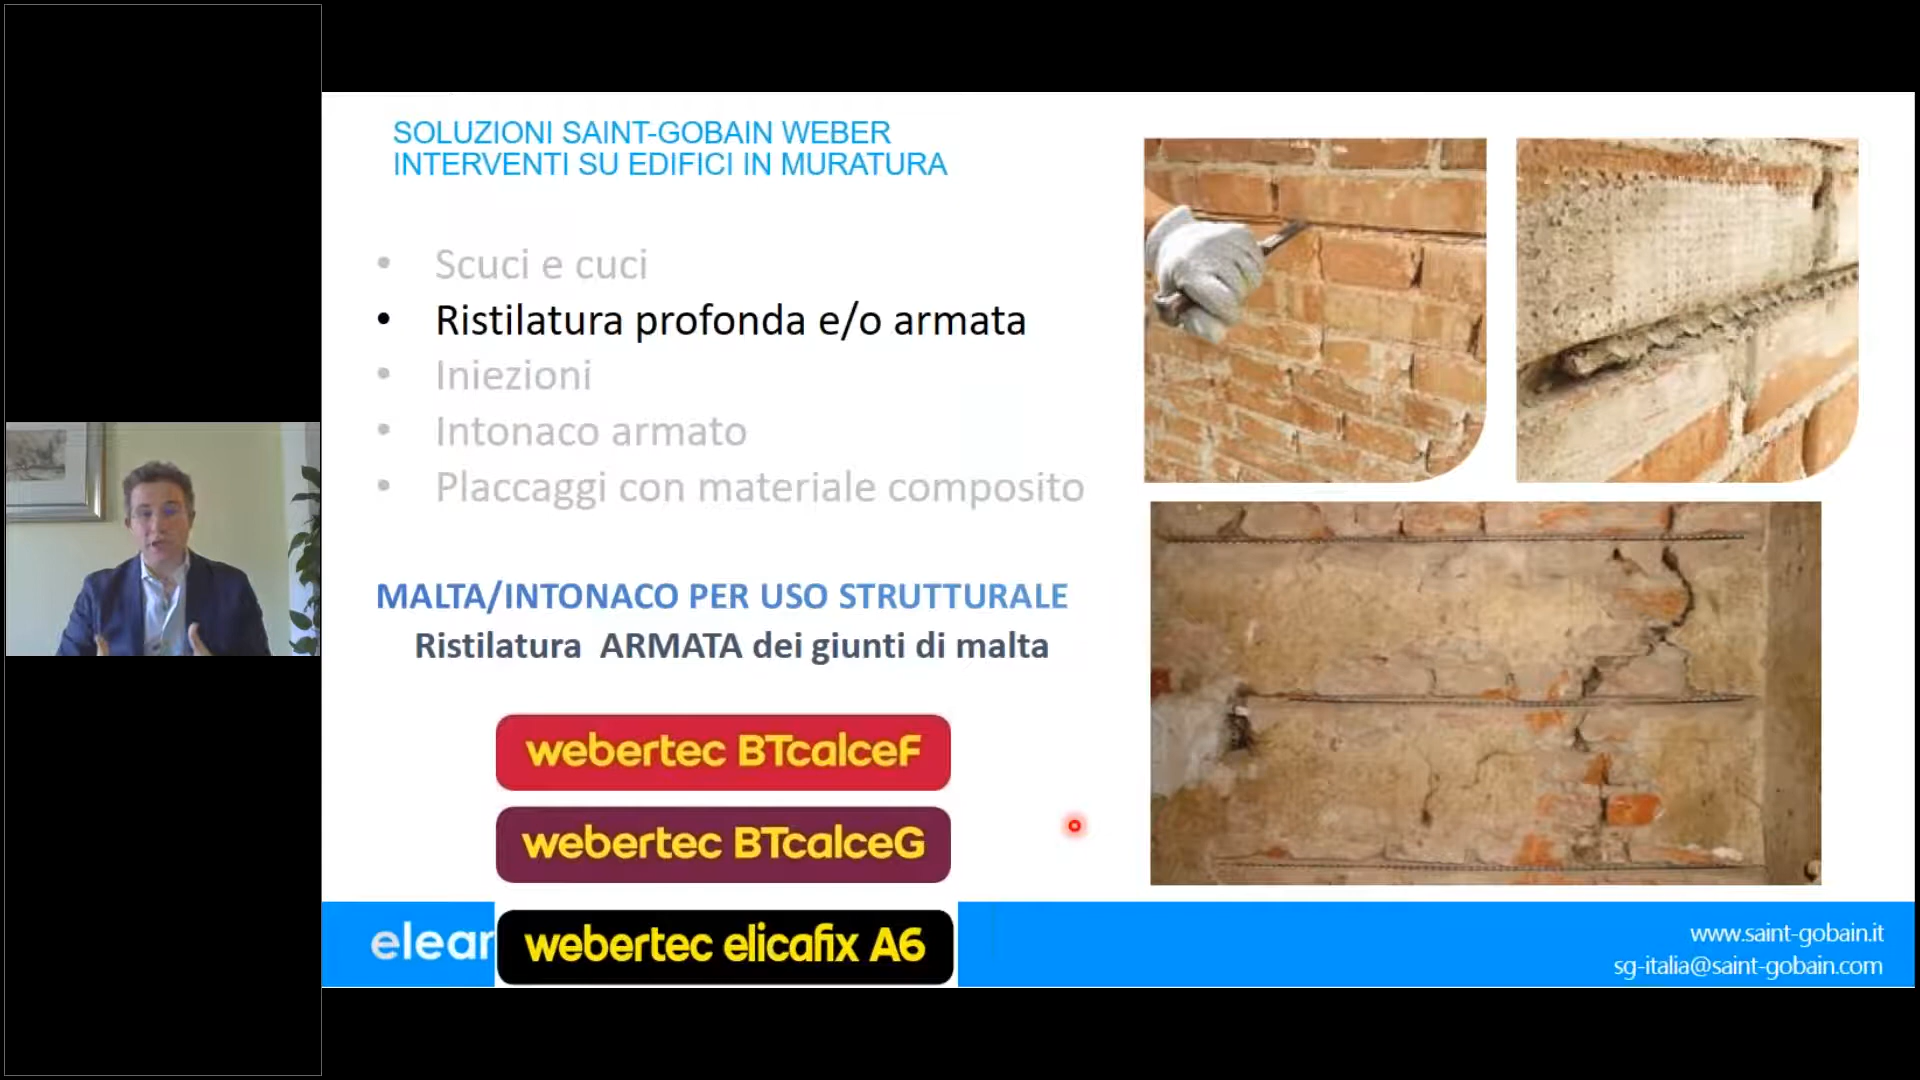 SOLUZIONI SAINT-GOBAIN WEBER
INTERVENTI SU EDIFICI IN MURATURA
• Scuci e cuci
• Ristilatura profonda e/o armata
• Iniezioni
• Intonaco armato
• Placcaggi con materiale composito
MALTA/INTONACO PER USO STRUTTURALE
Ristilatura ARMATA dei giunti di malta
webertec BTcalceF
webertec BTcalceG
elear
webertec elicafix A6
www.saint-gobain.it
sg-italia@saint-gobain.com